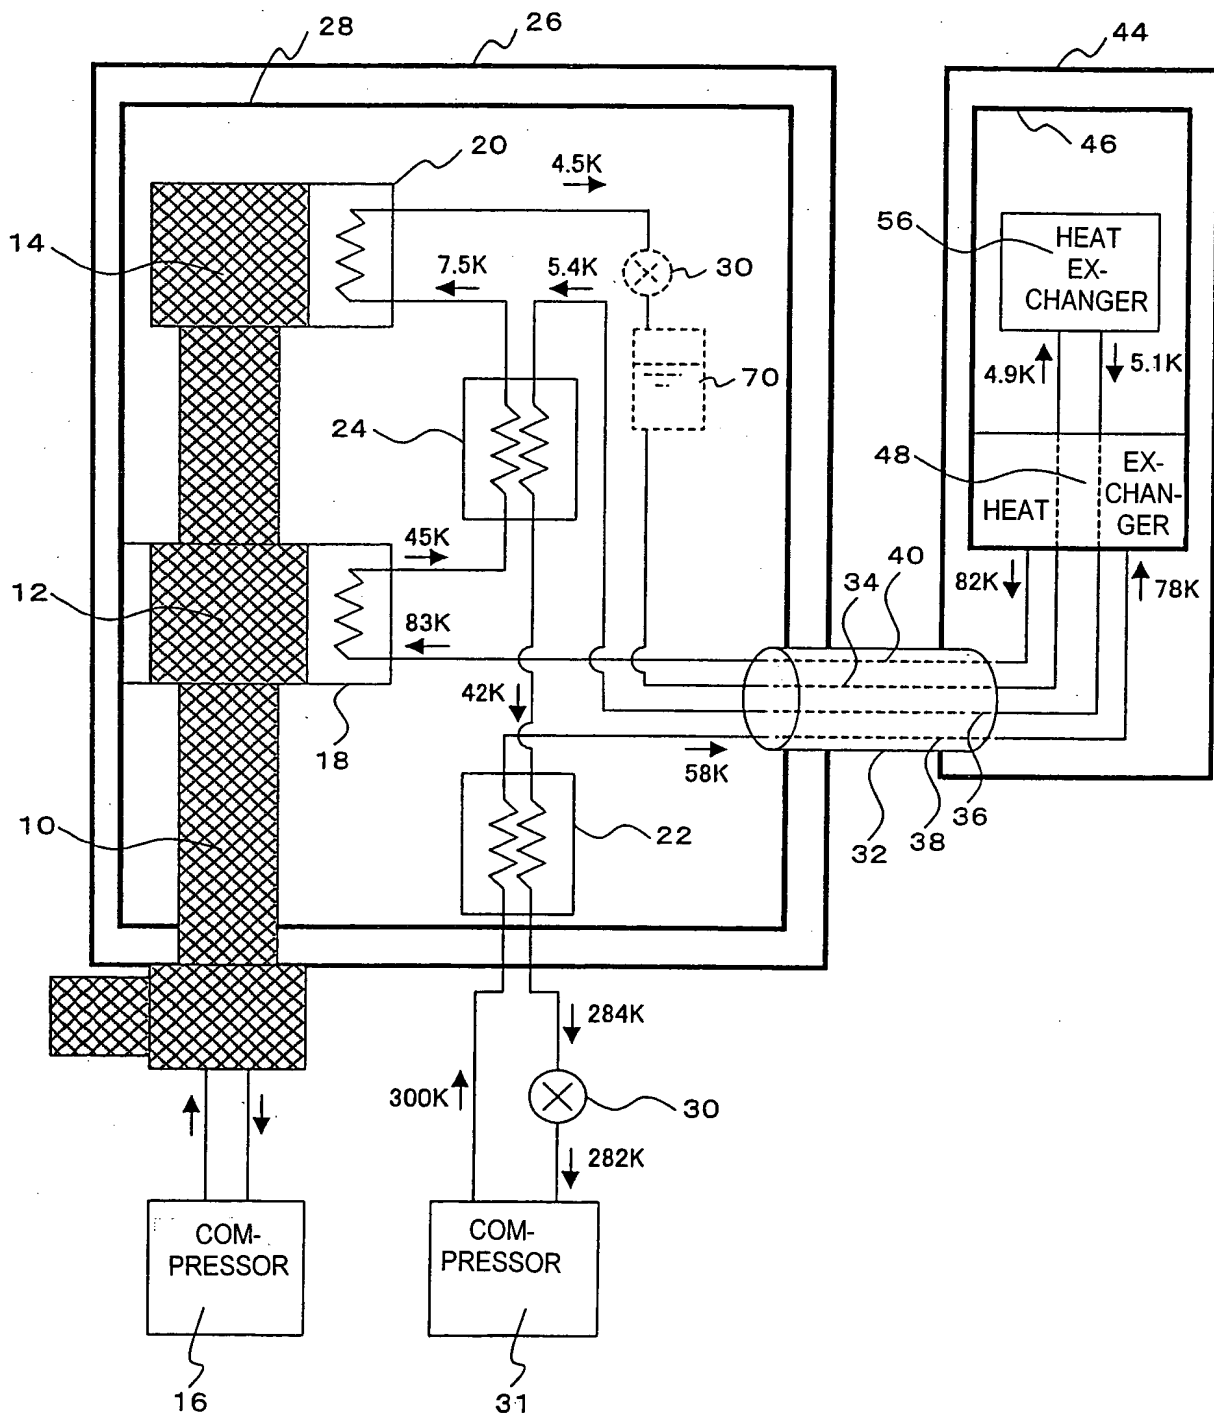 28
26
44
20
4.5K
46
14
56
HEAT
EX-
CHANGER
7.5K
5.4K
30
4.9K
5.1K
70
24
48
HEAT
EX-
CHAN-
GER
45K
12
83K
34
40
82K
78K
42K
18
58K
10
22
32
38
36
284K
300K
30
282K
COM-
PRESSOR
COM-
PRESSOR
16
31